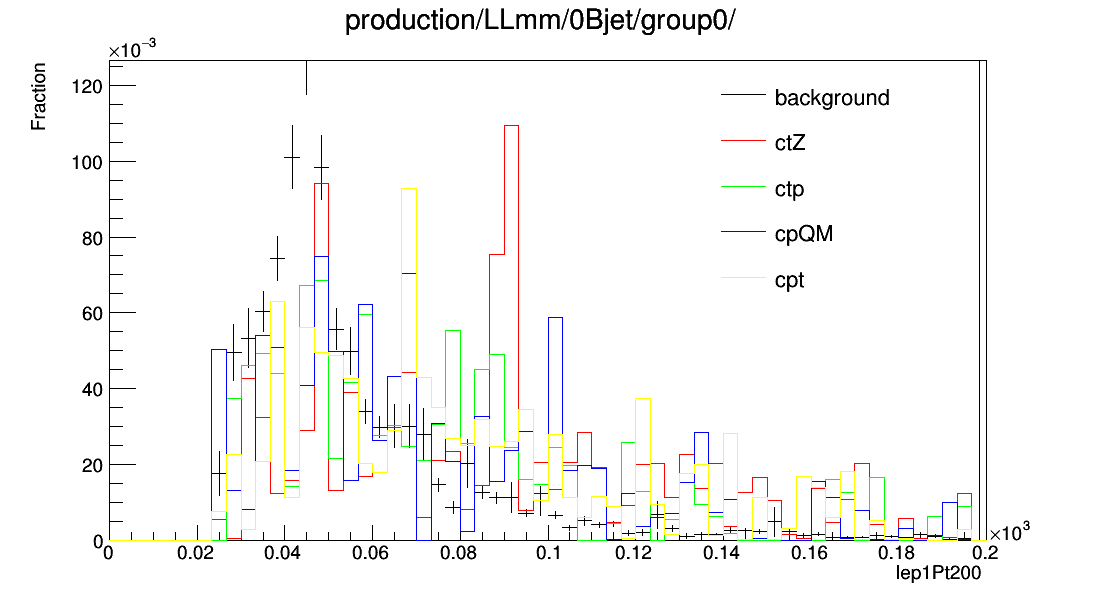 production/LLmm/0Bjet/group0/
×10⁻³
Fraction
120
100
80
60
40
20
0
background
ctZ
ctp
cpQM
cpt
0 0.02 0.04 0.06 0.08 0.1 0.12 0.14 0.16 0.18 0.2
×10³
lep1Pt200